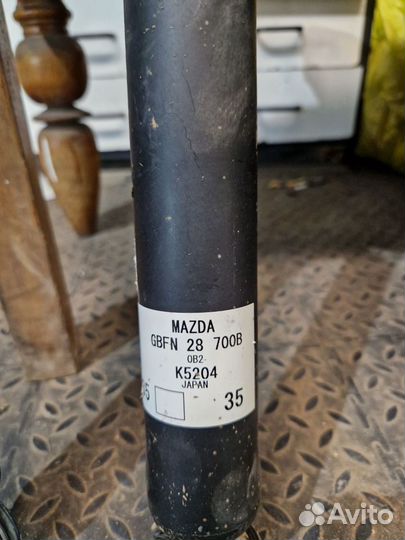 MAZDA
GBFN 28 700B
0B2-
K5204
JAPAN
35
Avito